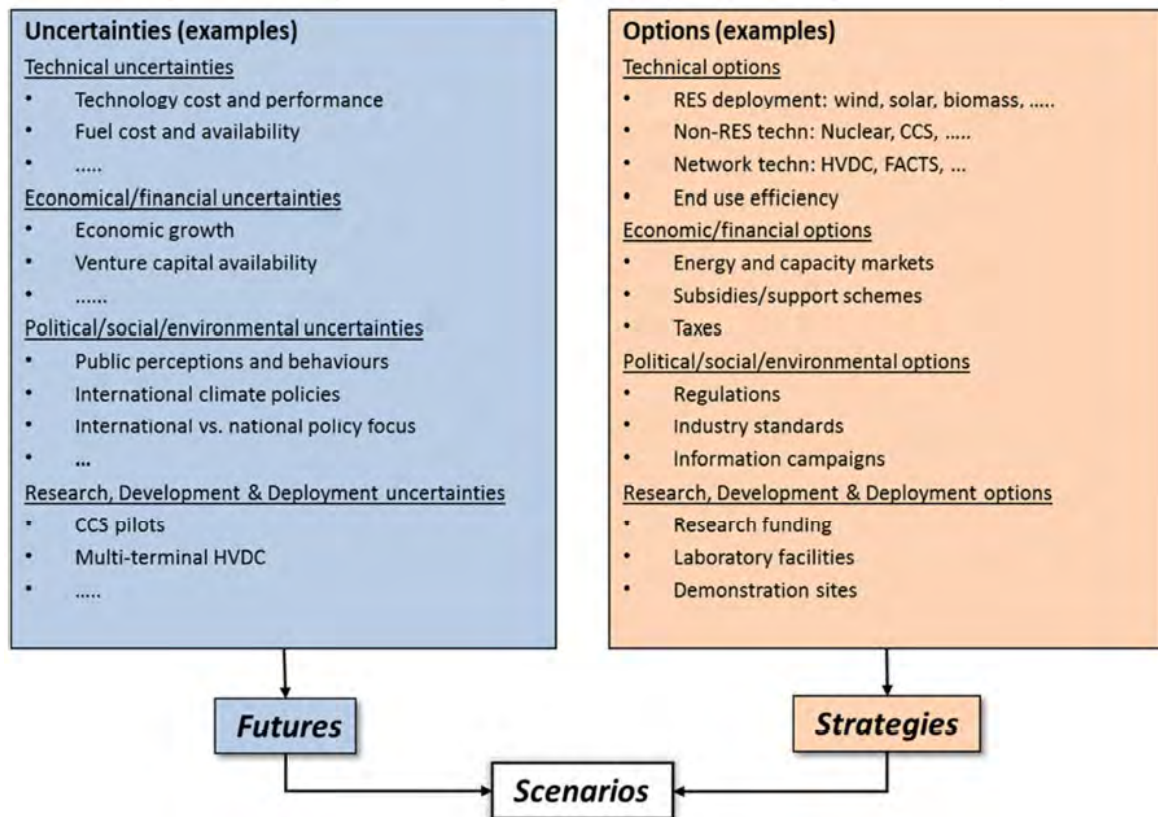 Uncertainties (examples)
Technical uncertainties
• Technology cost and performance
• Fuel cost and availability
• .....
Economical/financial uncertainties
• Economic growth
• Venture capital availability
• ......
Political/social/environmental uncertainties
• Public perceptions and behaviours
• International climate policies
• International vs. national policy focus
• ...
Research, Development & Deployment uncertainties
• CCS pilots
• Multi-terminal HVDC
• .....
Options (examples)
Technical options
• RES deployment: wind, solar, biomass, .....
• Non-RES techn: Nuclear, CCS, .....
• Network techn: HVDC, FACTS, ...
• End use efficiency
Economic/financial options
• Energy and capacity markets
• Subsidies/support schemes
• Taxes
Political/social/environmental options
• Regulations
• Industry standards
• Information campaigns
Research, Development & Deployment options
• Research funding
• Laboratory facilities
• Demonstration sites
Futures
Strategies
Scenarios